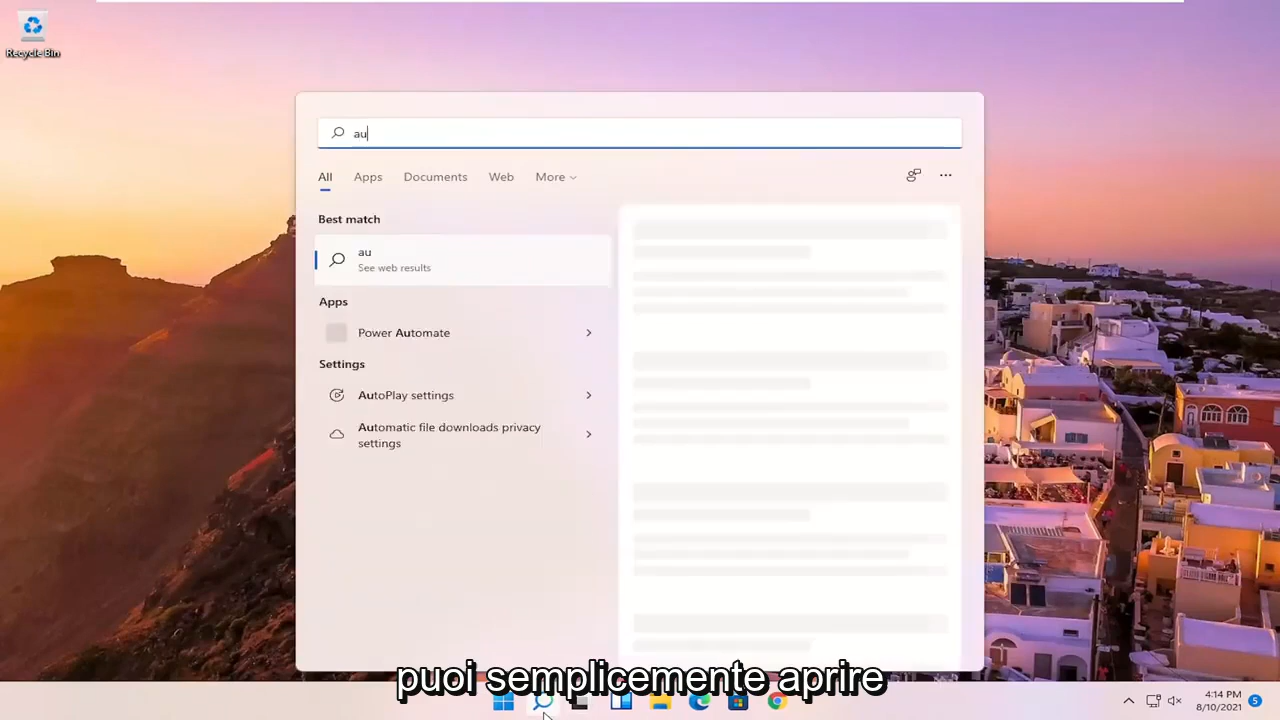 Recycle Bin
au
All Apps Documents Web More
Best match
au
See web results
Apps
Power Automate
Settings
AutoPlay settings
Automatic file downloads privacy
settings
puoi semplicemente aprire
4:14 PM
8/10/2021
5